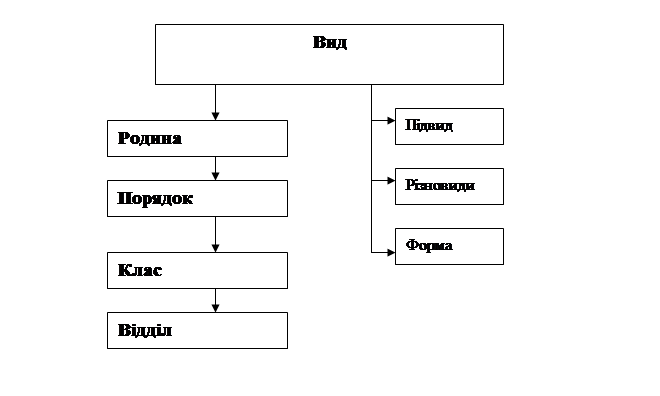 Вид
Родина
Порядок
Клас
Відділ
Підвид
Різновиди
Форма